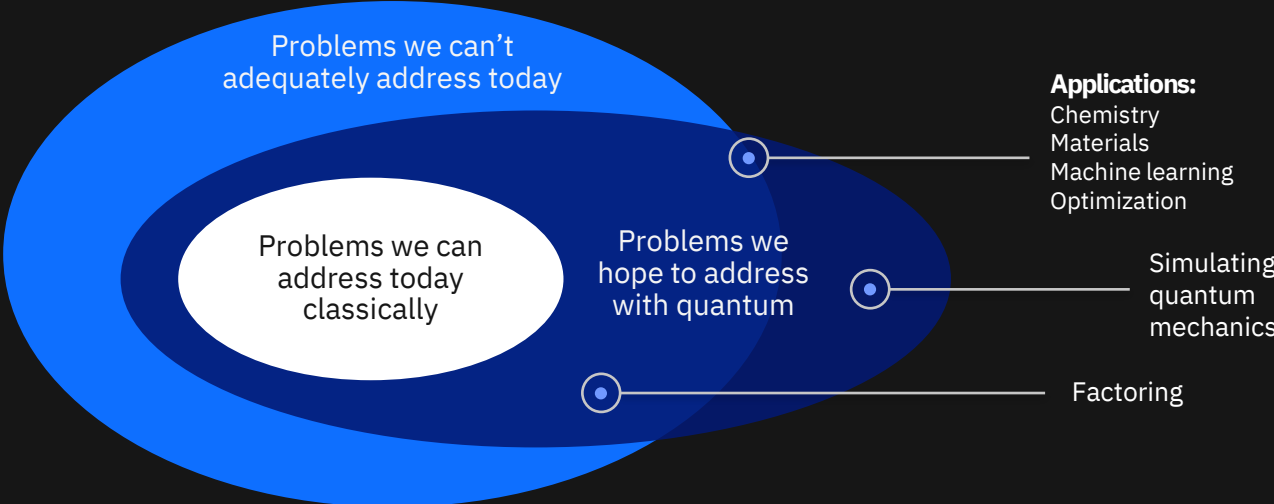 Problems we can’t
adequately address today
Applications:
Chemistry
Materials
Machine learning
Optimization
Problems we can
address today
classically
Problems we
hope to address
with quantum
Simulating
quantum
mechanics
Factoring